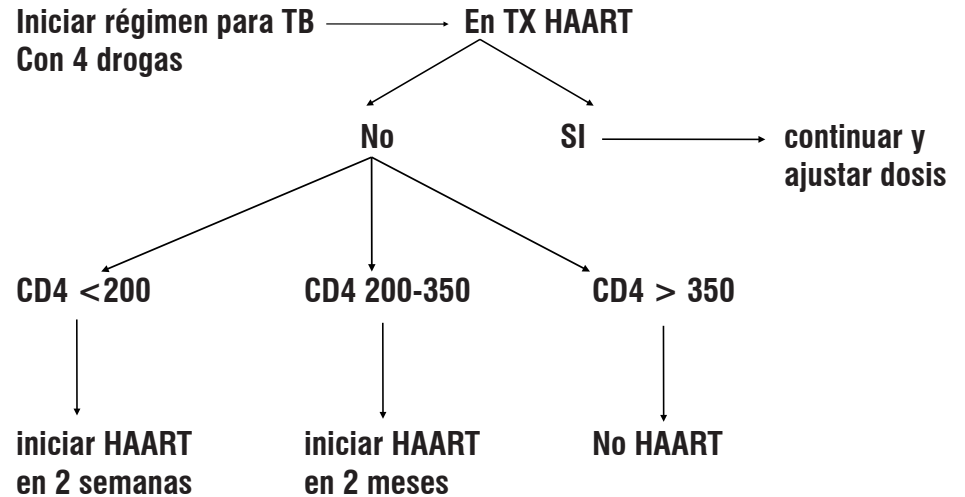 Iniciar régimen para TB
Con 4 drogas
En TX HAART
No
SI
continuar y
ajustar dosis
CD4 <200
CD4 200-350
CD4 > 350
iniciar HAART
en 2 semanas
iniciar HAART
en 2 meses
No HAART